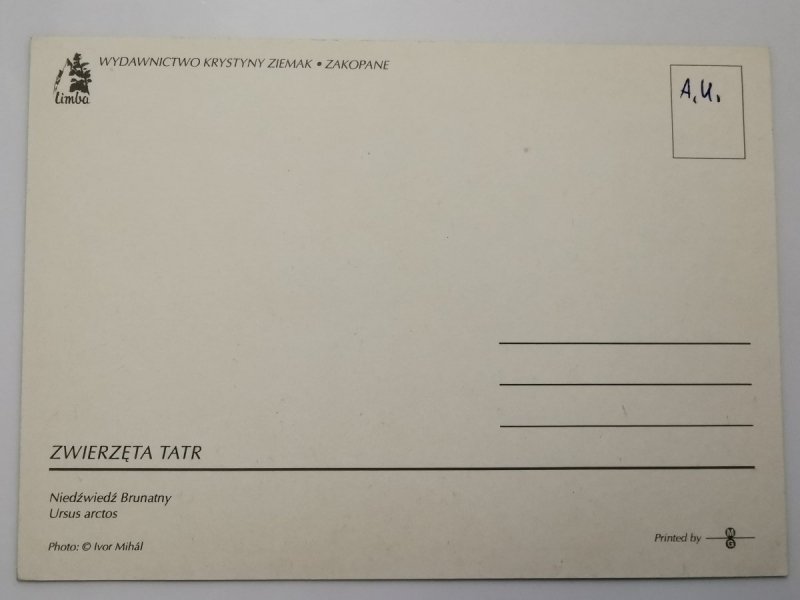 limba
WYDAWNICTWO KRYSTYNY ZIEMAK • ZAKOPANE
A.U.
ZWIERZĘTA TATR
Niedźwiedź Brunatny
Ursus arctos
Photo: © Ivor Mihál
Printed by
M
G